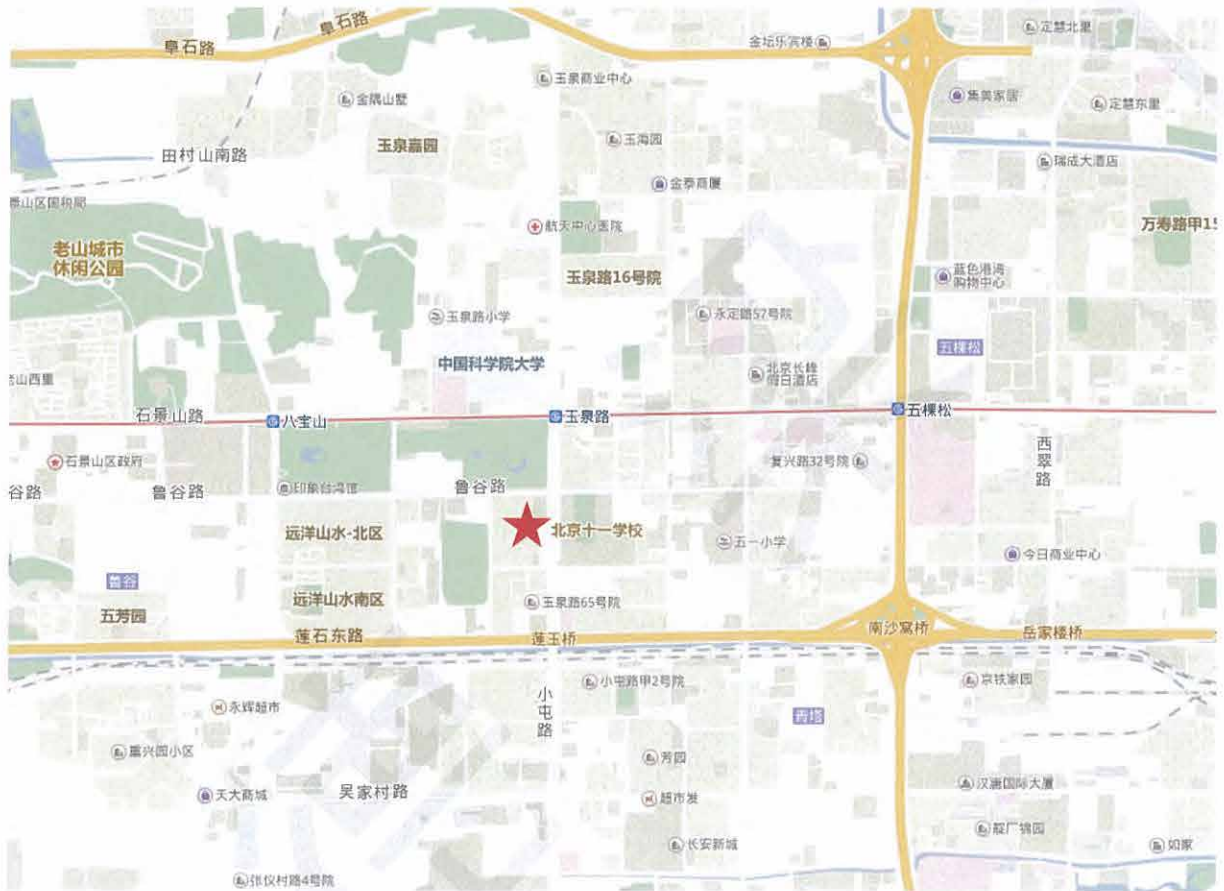 阜石路
阜石路
金坛乐宾楼
定慧北里
玉泉商业中心
金隅山墅
集美家居
定慧东里
玉泉嘉园
玉海园
田村山南路
瑞成大酒店
金泰商厦
景山区国税局
航天中心医院
万寿路甲15
老山城市
休闲公园
玉泉路16号院
蓝色港湾
购物中心
玉泉路小学
永定路57号院
五棵松
中国科学院大学
北京长峰
假日酒店
老山西里
石景山路
八宝山
玉泉路
五棵松
西翠路
石景山区政府
复兴路32号院
谷路
鲁谷路
印象台湾馆
鲁谷路
远洋山水-北区
北京十一学校
五一小学
今日商业中心
鲁谷
五芳园
远洋山水南区
玉泉路65号院
莲石东路
莲玉桥
南沙窝桥
岳家楼桥
小屯路甲2号院
京铁家园
小屯路
永辉超市
青塔
重兴园小区
芳园
天大商城
吴家村路
超市发
汉唐国际大厦
靛厂锦园
长安新城
如家
张仪村路4号院